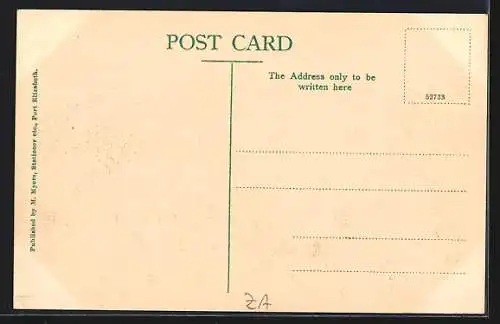 POST CARD
The Address only to be
written here
52733
Published by M. Myers, Stationer etc., Port Elizabeth.
ZA